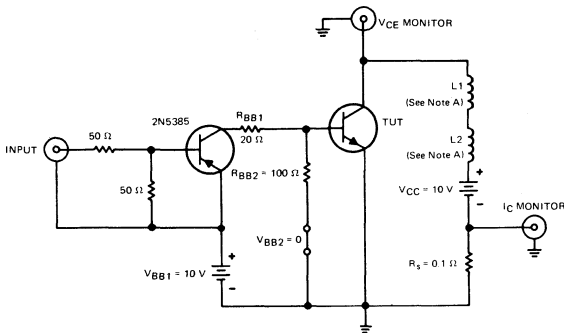 VCE MONITOR
L1
(See Note A)
2N5385
RBB1
20 Ω
TUT
50 Ω
INPUT
L2
(See Note A)
RBB2 = 100 Ω
50 Ω
+
VCC = 10 V
-
IC MONITOR
VBB2 = 0
+
VBB1 = 10 V
-
Rs = 0.1 Ω